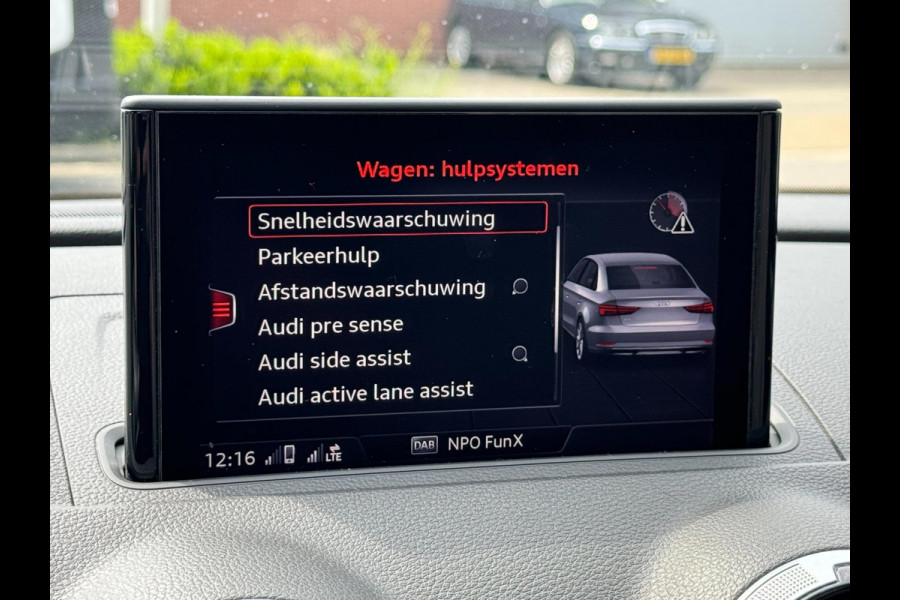 Wagen: hulpsystemen
Snelheidswaarschuwing
Parkeerhulp
Afstandswaarschuwing
Audi pre sense
Audi side assist
Audi active lane assist
12:16 LTE DAB NPO FunX